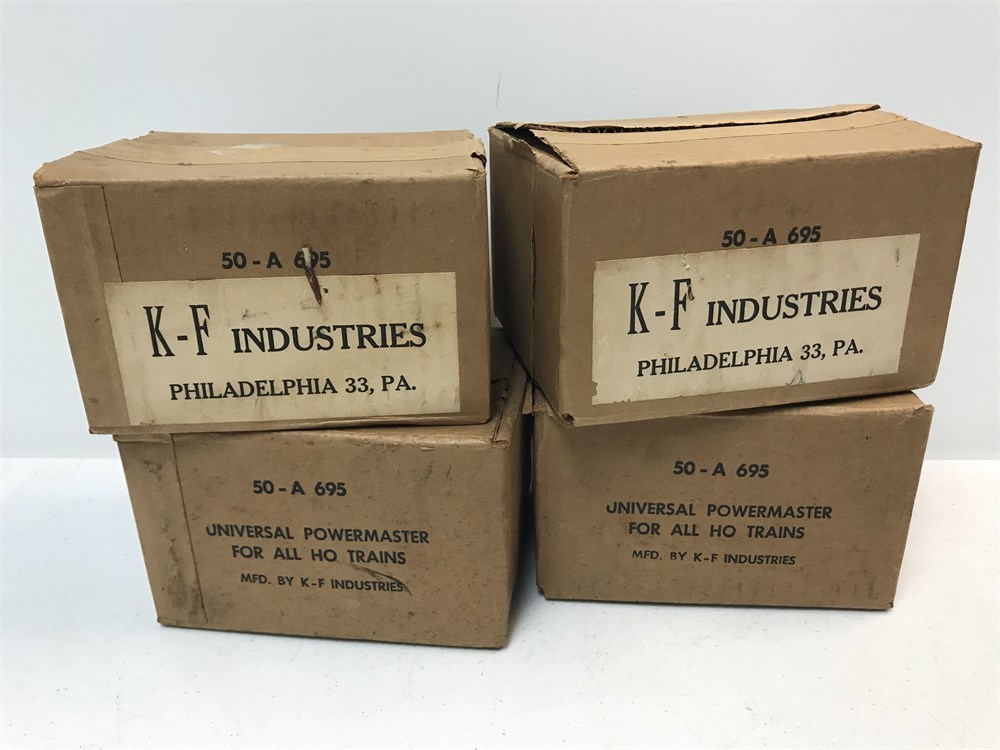 50-A 695
K-F INDUSTRIES
PHILADELPHIA 33, PA.
50-A 695
K-F INDUSTRIES
PHILADELPHIA 33, PA.
50-A 695
UNIVERSAL POWERMASTER
FOR ALL HO TRAINS
MFD. BY K-F INDUSTRIES
50-A 695
UNIVERSAL POWERMASTER
FOR ALL HO TRAINS
MFD. BY K-F INDUSTRIES